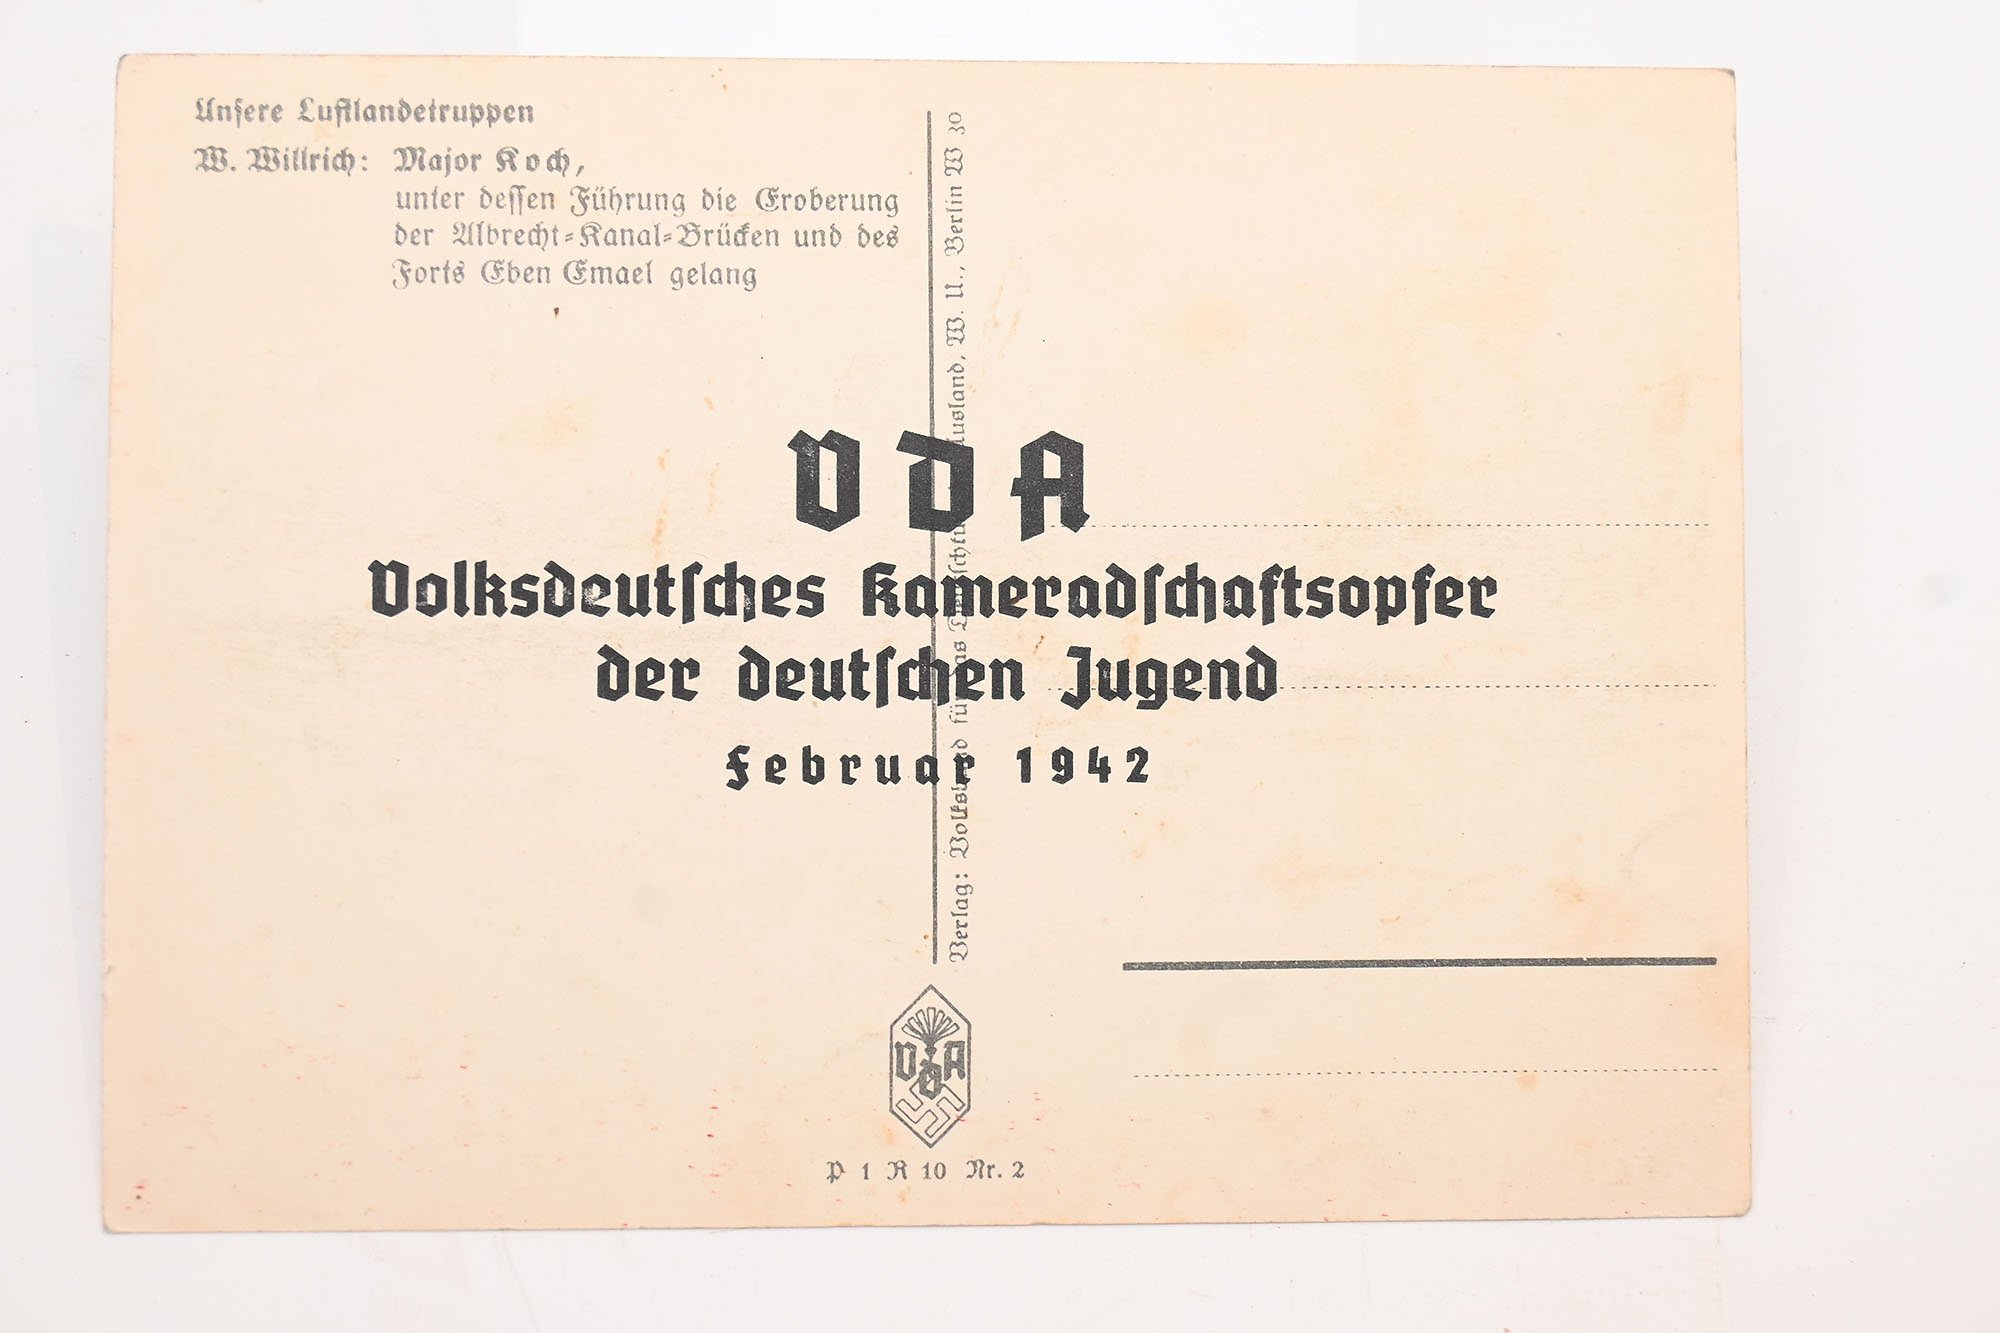 Unsere Luftlandetruppen
W. Willrich: Major Koch,
unter dessen Führung die Eroberung
der Albrecht-Kanal-Brücken und des
Forts Eben Emael gelang
VDA
Volksdeutsches Kameradschaftsopfer
der deutschen Jugend
Februar 1942
Verlag: Volksbund für das Deutschtum Ausland, W. U., Berlin W 30
VDA
P 1 R 10 Nr. 2